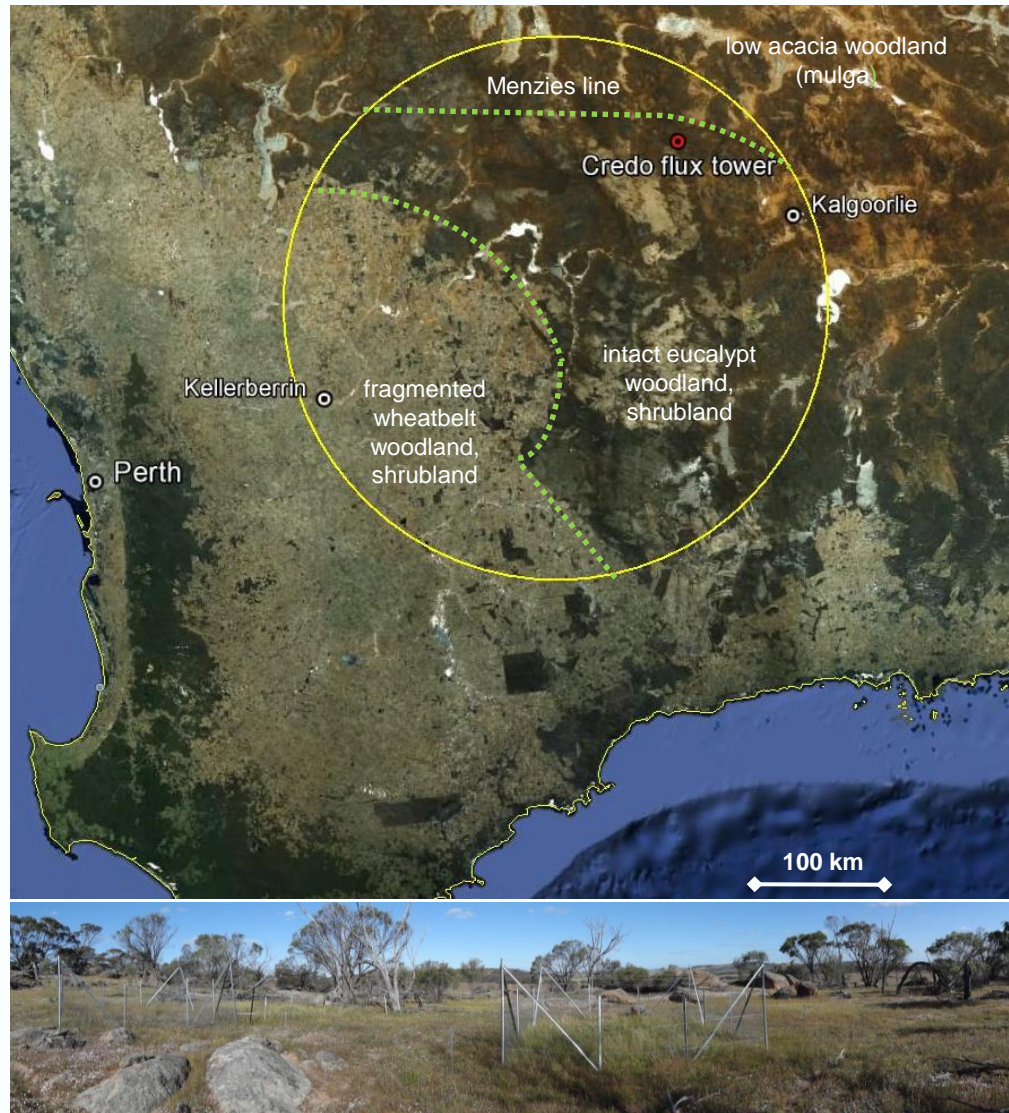 low acacia woodland
(mulga)
Menzies line
Credo flux tower
Kalgoorlie
intact eucalypt
woodland,
shrubland
Kellerberrin
fragmented
wheatbelt
woodland,
shrubland
Perth
100 km